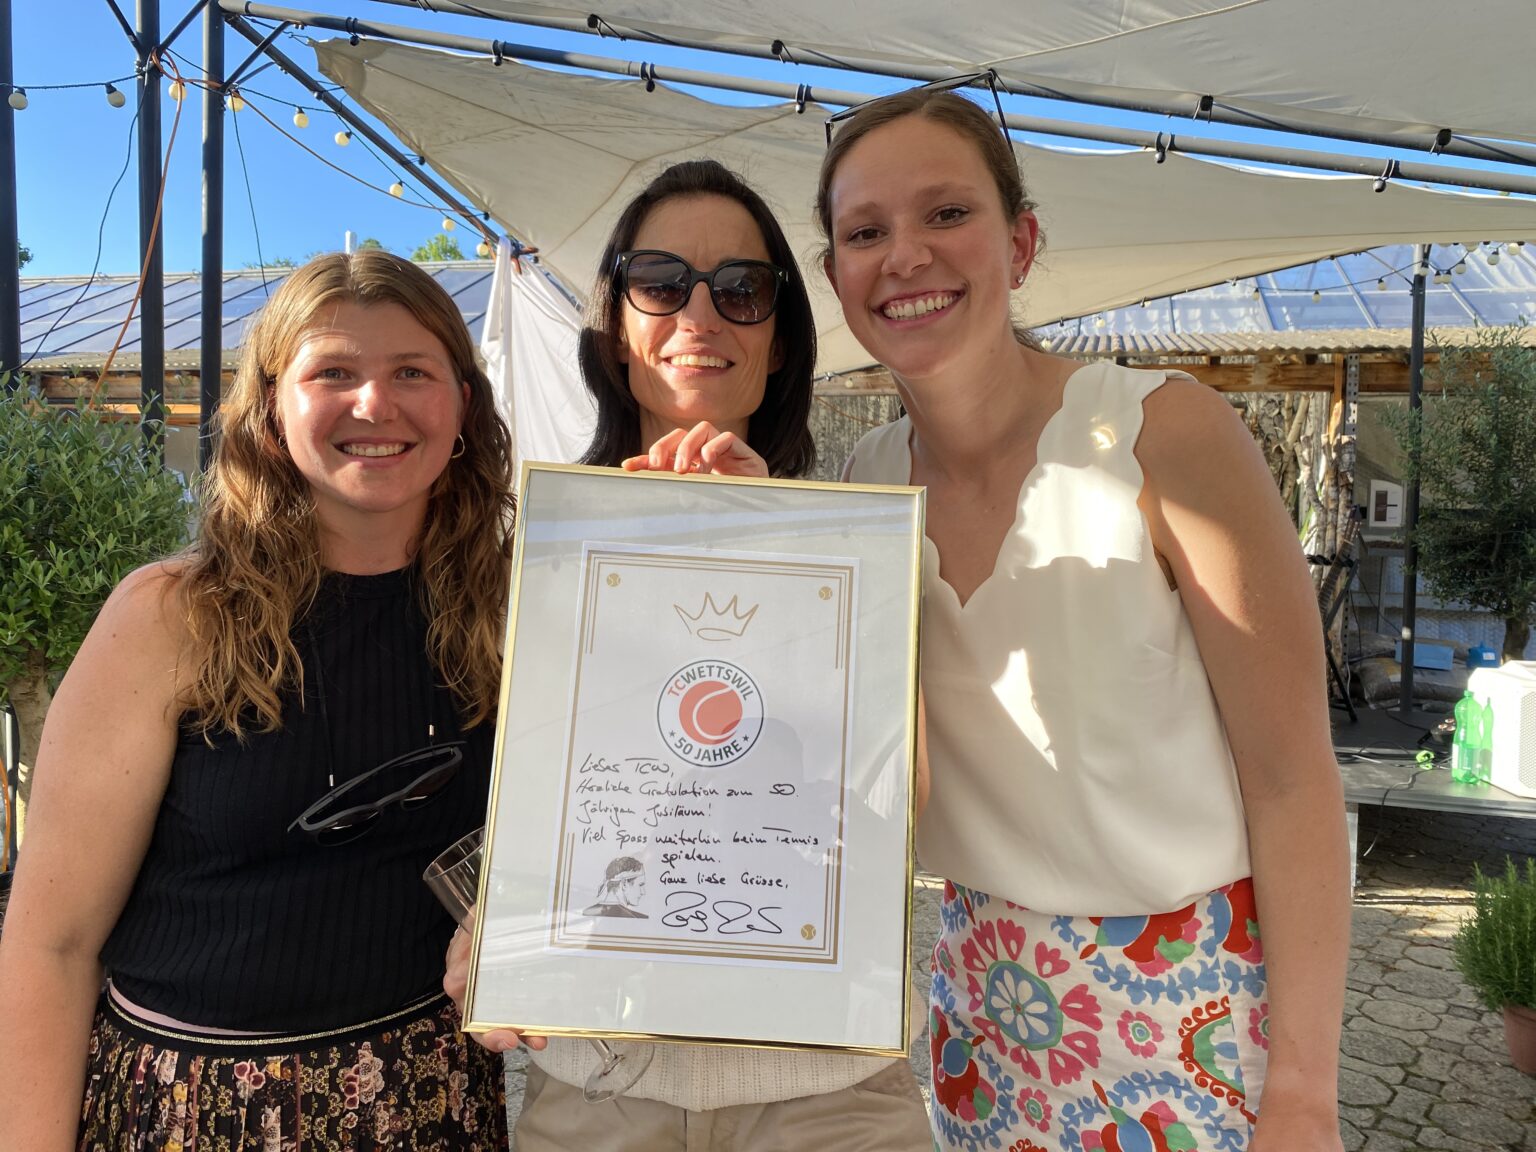 TCWETTSWIL
★ 50 JAHRE ★
Liebes TCW,
Herzliche Gratulation zum 50.
Jährigen Jubiläum!
Viel Spass weiterhin beim Tennis
spielen.
Ganz liebe Grüsse,